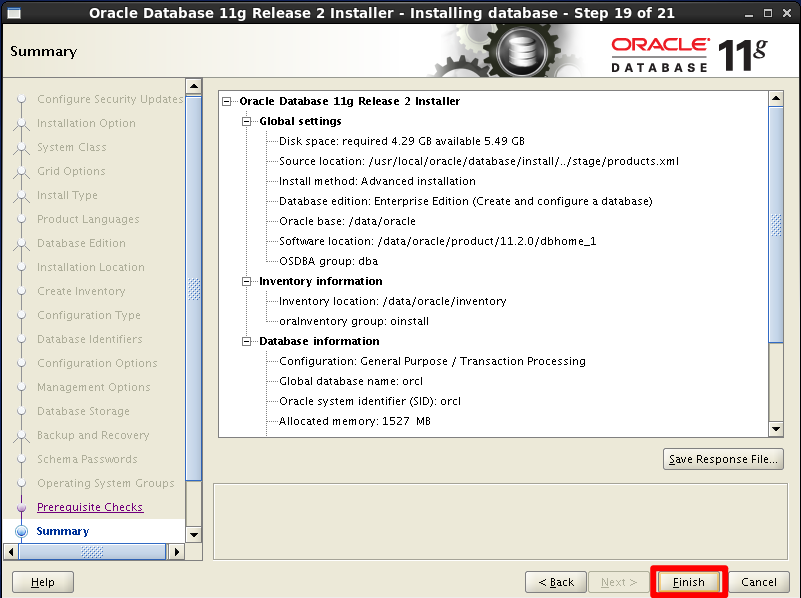 Oracle Database 11g Release 2 Installer - Installing database - Step 19 of 21
Summary
ORACLE
DATABASE
11g
Configure Security Updates
Installation Option
System Class
Grid Options
Install Type
Product Languages
Database Edition
Installation Location
Create Inventory
Configuration Type
Database Identifiers
Configuration Options
Management Options
Database Storage
Backup and Recovery
Schema Passwords
Operating System Groups
Prerequisite Checks
Summary
Oracle Database 11g Release 2 Installer
Global settings
Disk space: required 4.29 GB available 5.49 GB
Source location: /usr/local/oracle/database/install/../stage/products.xml
Install method: Advanced installation
Database edition: Enterprise Edition (Create and configure a database)
Oracle base: /data/oracle
Software location: /data/oracle/product/11.2.0/dbhome_1
OSDBA group: dba
Inventory information
Inventory location: /data/oracle/inventory
oraInventory group: oinstall
Database information
Configuration: General Purpose / Transaction Processing
Global database name: orcl
Oracle system identifier (SID): orcl
Allocated memory: 1527 MB
Save Response File...
Help
< Back
Next >
Finish
Cancel